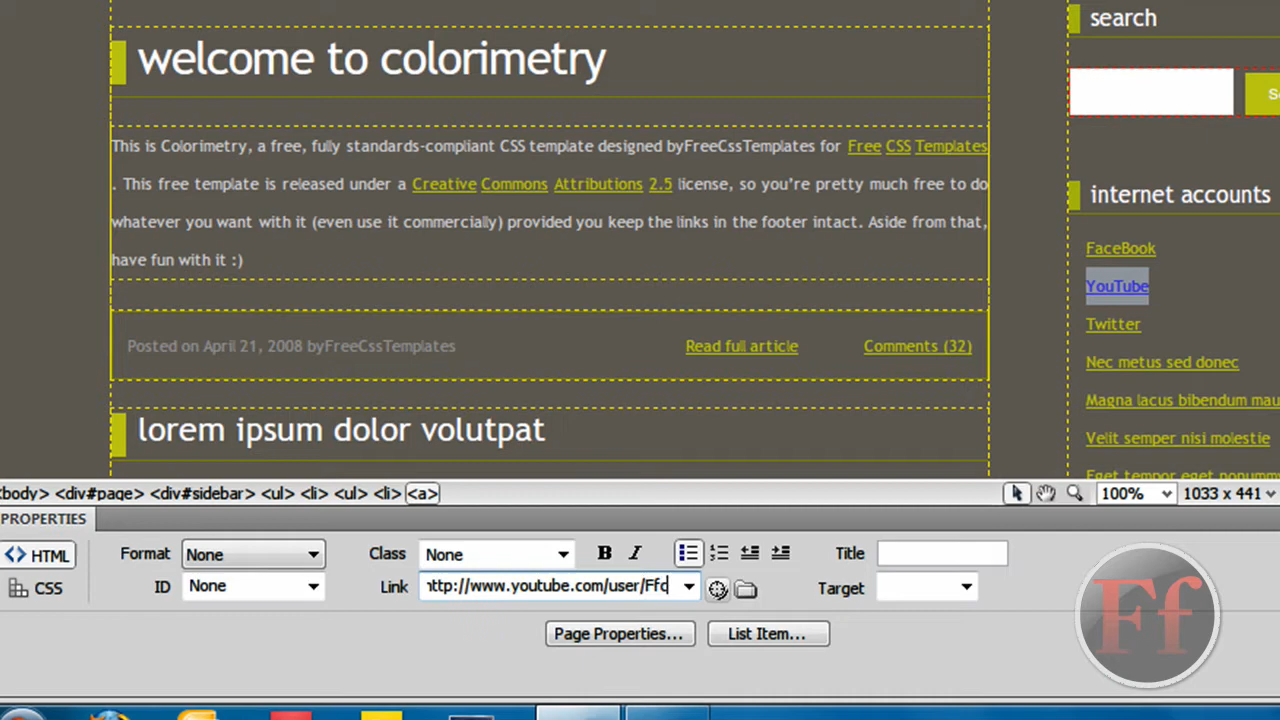 search
welcome to colorimetry
S
This is Colorimetry, a free, fully standards-compliant CSS template designed byFreeCssTemplates for Free CSS Templates
. This free template is released under a Creative Commons Attributions 2.5 license, so you’re pretty much free to do
whatever you want with it (even use it commercially) provided you keep the links in the footer intact. Aside from that,
have fun with it :)
internet accounts
FaceBook
YouTube
Twitter
Nec metus sed donec
Magna lacus bibendum mau
Velit semper nisi molestie
Eget tempor eget nonummy
Posted on April 21, 2008 byFreeCssTemplates Read full article Comments (32)
lorem ipsum dolor volutpat
<body> <div#page> <div#sidebar> <ul> <li> <ul> <li> <a> 100% 1033 x 441
PROPERTIES
HTML Format None Class None B I Title
CSS ID None Link http://www.youtube.com/user/Ffc Target
Page Properties... List Item...
Ff